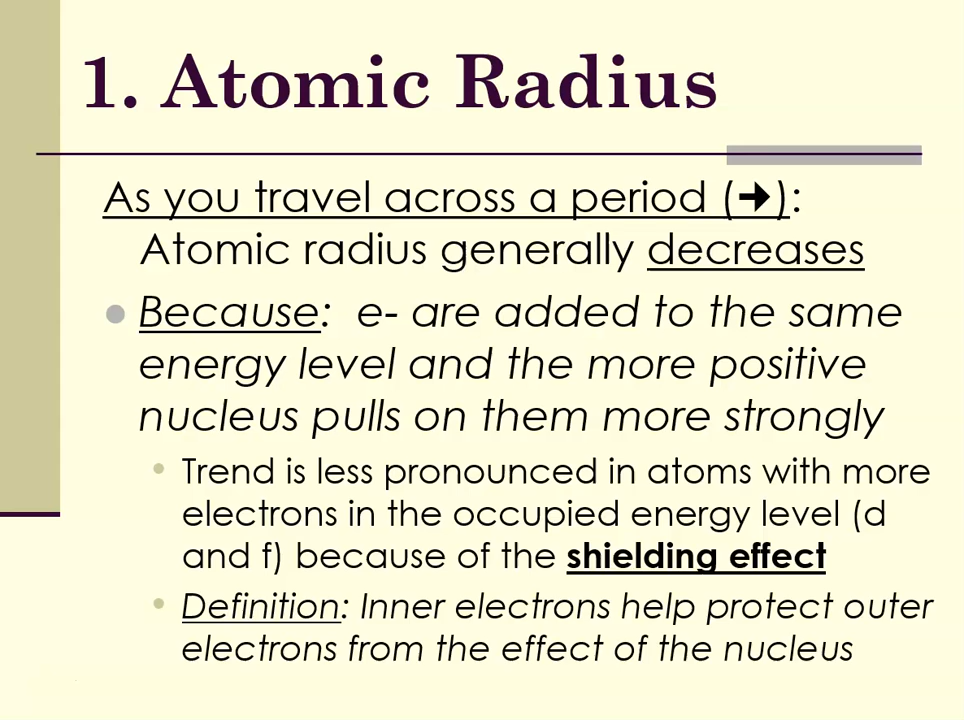 1. Atomic Radius
As you travel across a period (➔):
Atomic radius generally decreases
Because: e- are added to the same
energy level and the more positive
nucleus pulls on them more strongly
Trend is less pronounced in atoms with more
electrons in the occupied energy level (d
and f) because of the shielding effect
Definition: Inner electrons help protect outer
electrons from the effect of the nucleus